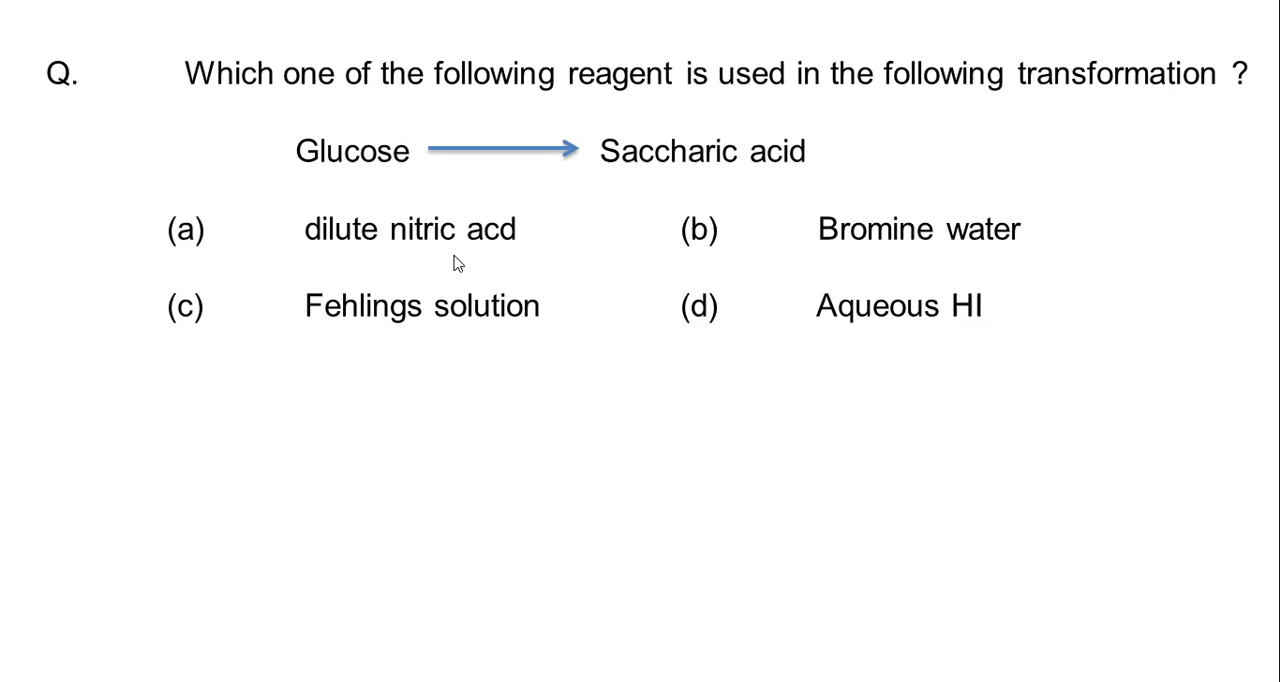 Q. Which one of the following reagent is used in the following transformation ?
Glucose Saccharic acid
(a) dilute nitric acd (b) Bromine water
(c) Fehlings solution (d) Aqueous HI